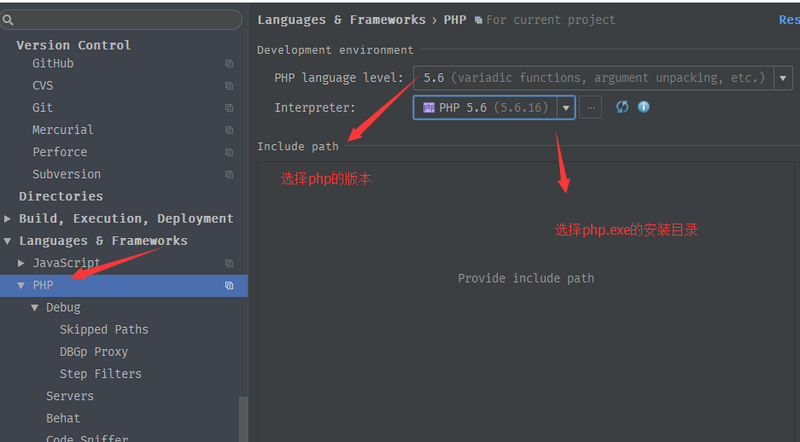 Version Control
GitHub
CVS
Git
Mercurial
Perforce
Subversion
Directories
Build, Execution, Deployment
Languages & Frameworks
JavaScript
PHP
Debug
Skipped Paths
DBGp Proxy
Step Filters
Servers
Behat
Code Sniffer
Languages & Frameworks › PHP For current project Res
Development environment
PHP language level: 5.6 (variadic functions, argument unpacking, etc.)
Interpreter: php PHP 5.6 (5.6.16) ...
Include path
选择php的版本
选择php.exe的安装目录
Provide include path